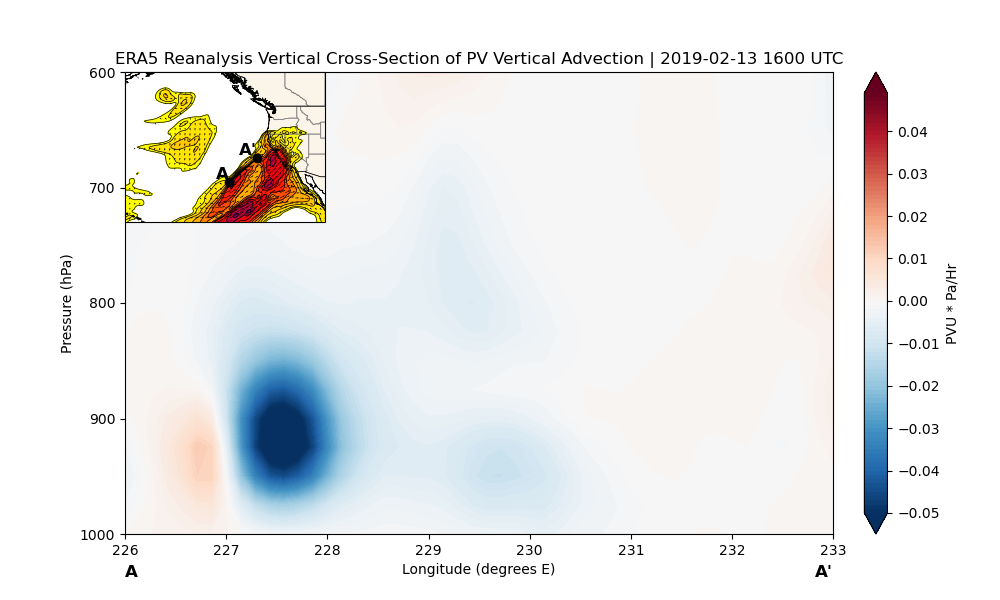 ERA5 Reanalysis Vertical Cross-Section of PV Vertical Advection | 2019-02-13 1600 UTC
600
700
800
900
1000
Pressure (hPa)
A'
A
226
227
228
229
230
231
232
233
A
Longitude (degrees E)
A'
0.04
0.03
0.02
0.01
0.00
−0.01
−0.02
−0.03
−0.04
−0.05
PVU * Pa/Hr